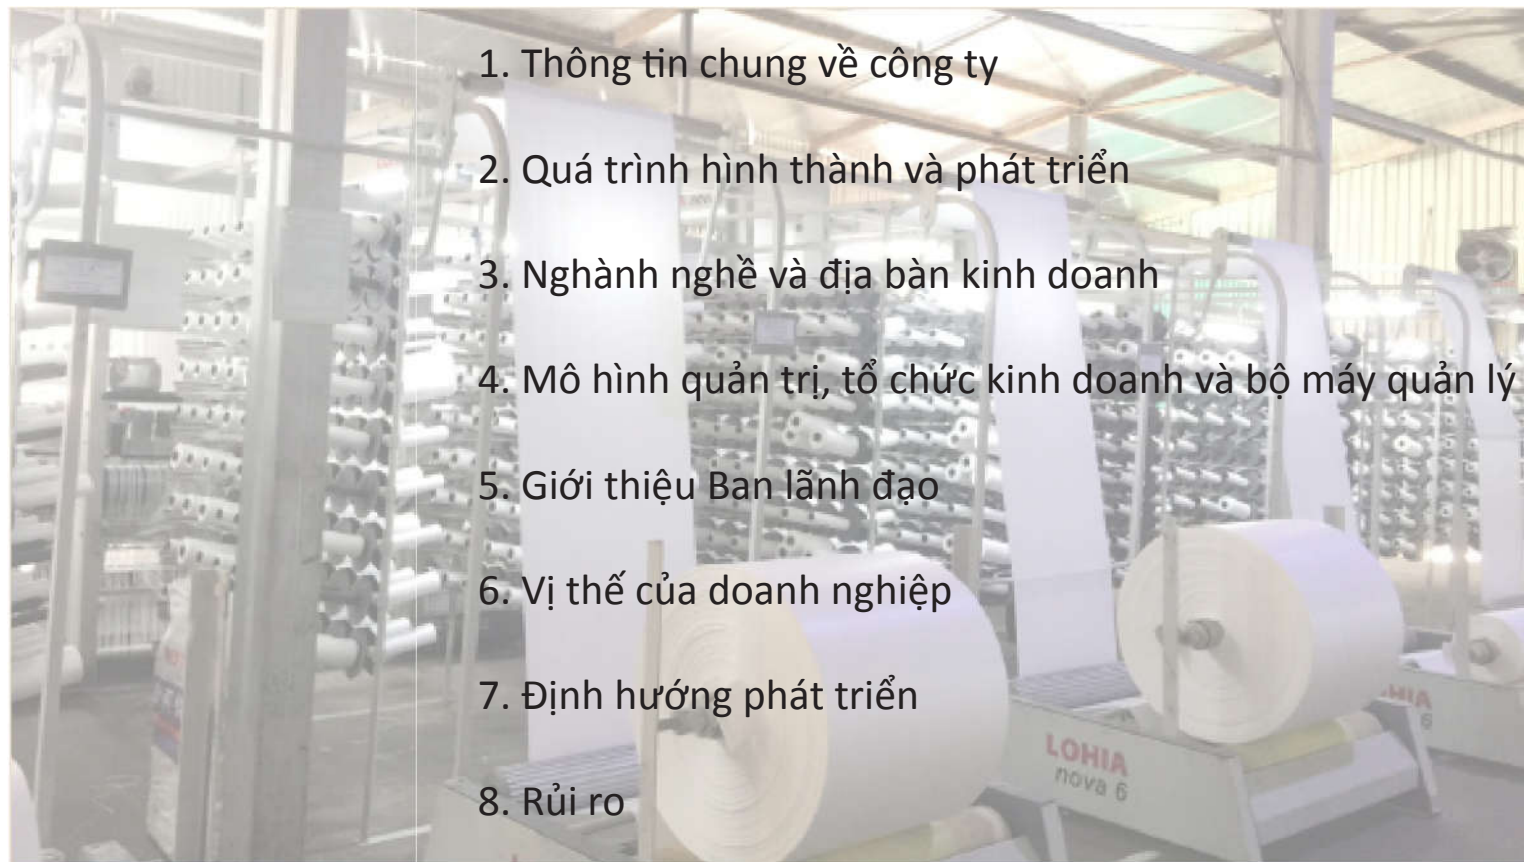 1. Thông tin chung về công ty
2. Quá trình hình thành và phát triển
3. Nghành nghề và địa bàn kinh doanh
4. Mô hình quản trị, tổ chức kinh doanh và bộ máy quản lý
5. Giới thiệu Ban lãnh đạo
6. Vị thế của doanh nghiệp
7. Định hướng phát triển
8. Rủi ro
LOHIA
nova 6
HIA
6